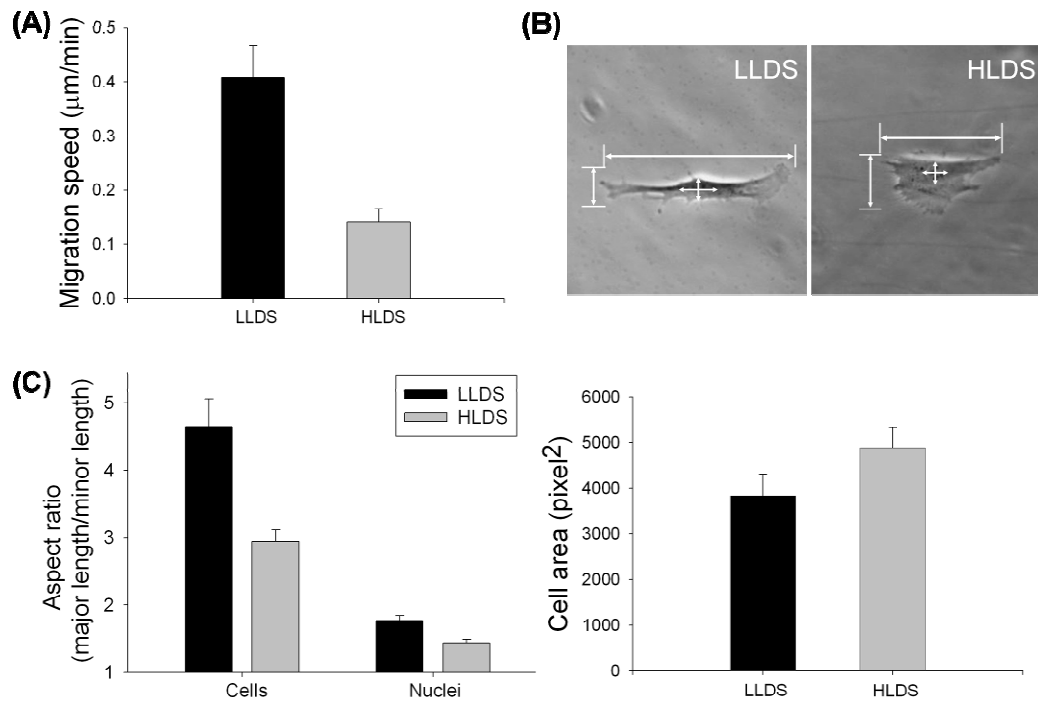 (A)
Migration speed (μm/min)
0.5
0.4
0.3
0.2
0.1
0.0
LLDS
HLDS
(B)
LLDS
HLDS
(C)
Aspect ratio
(major length/minor length)
5
4
3
2
1
LLDS
HLDS
Cells
Nuclei
Cell area (pixel²)
6000
5000
4000
3000
2000
1000
0
LLDS
HLDS